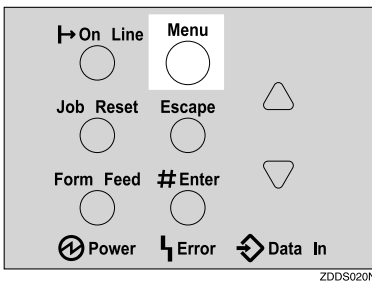 On Line Menu
Job Reset Escape
Form Feed #Enter
Power Error Data In
ZDDS020N